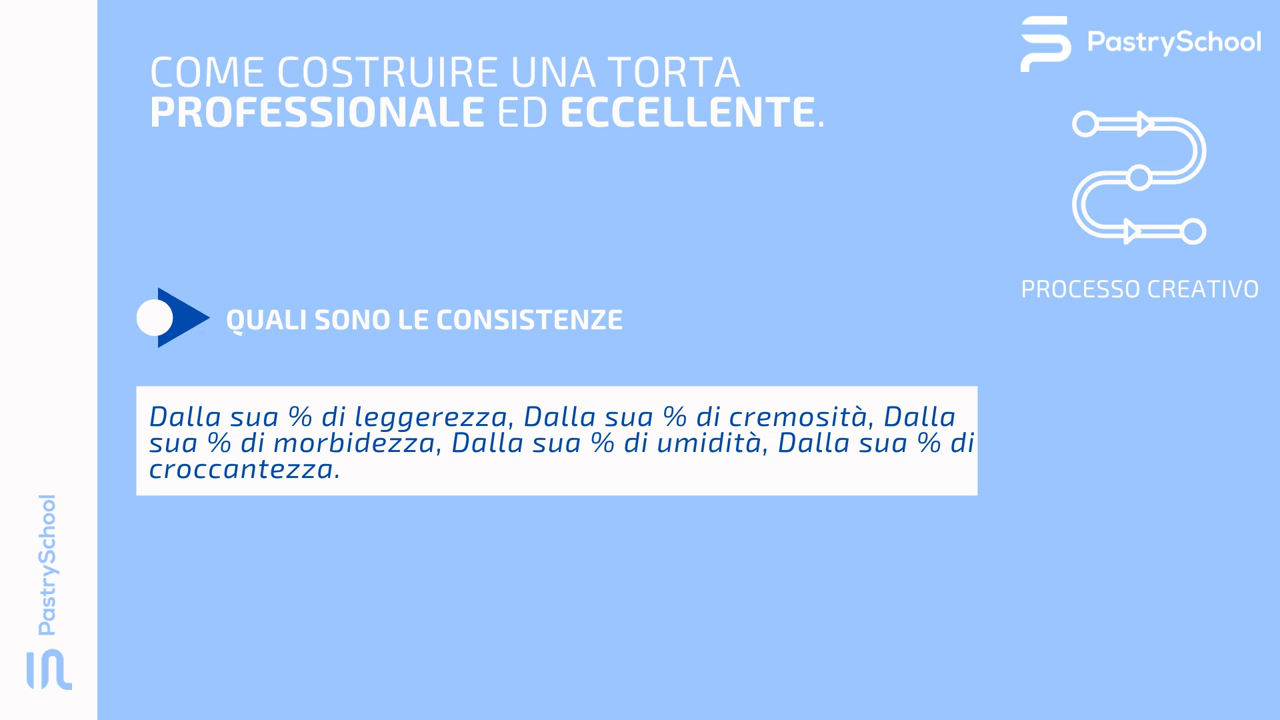 COME COSTRUIRE UNA TORTA
PROFESSIONALE ED ECCELLENTE.
PastrySchool
PROCESSO CREATIVO
QUALI SONO LE CONSISTENZE
Dalla sua % di leggerezza, Dalla sua % di cremosità, Dalla
sua % di morbidezza, Dalla sua % di umidità, Dalla sua % di
croccantezza.
PastrySchool